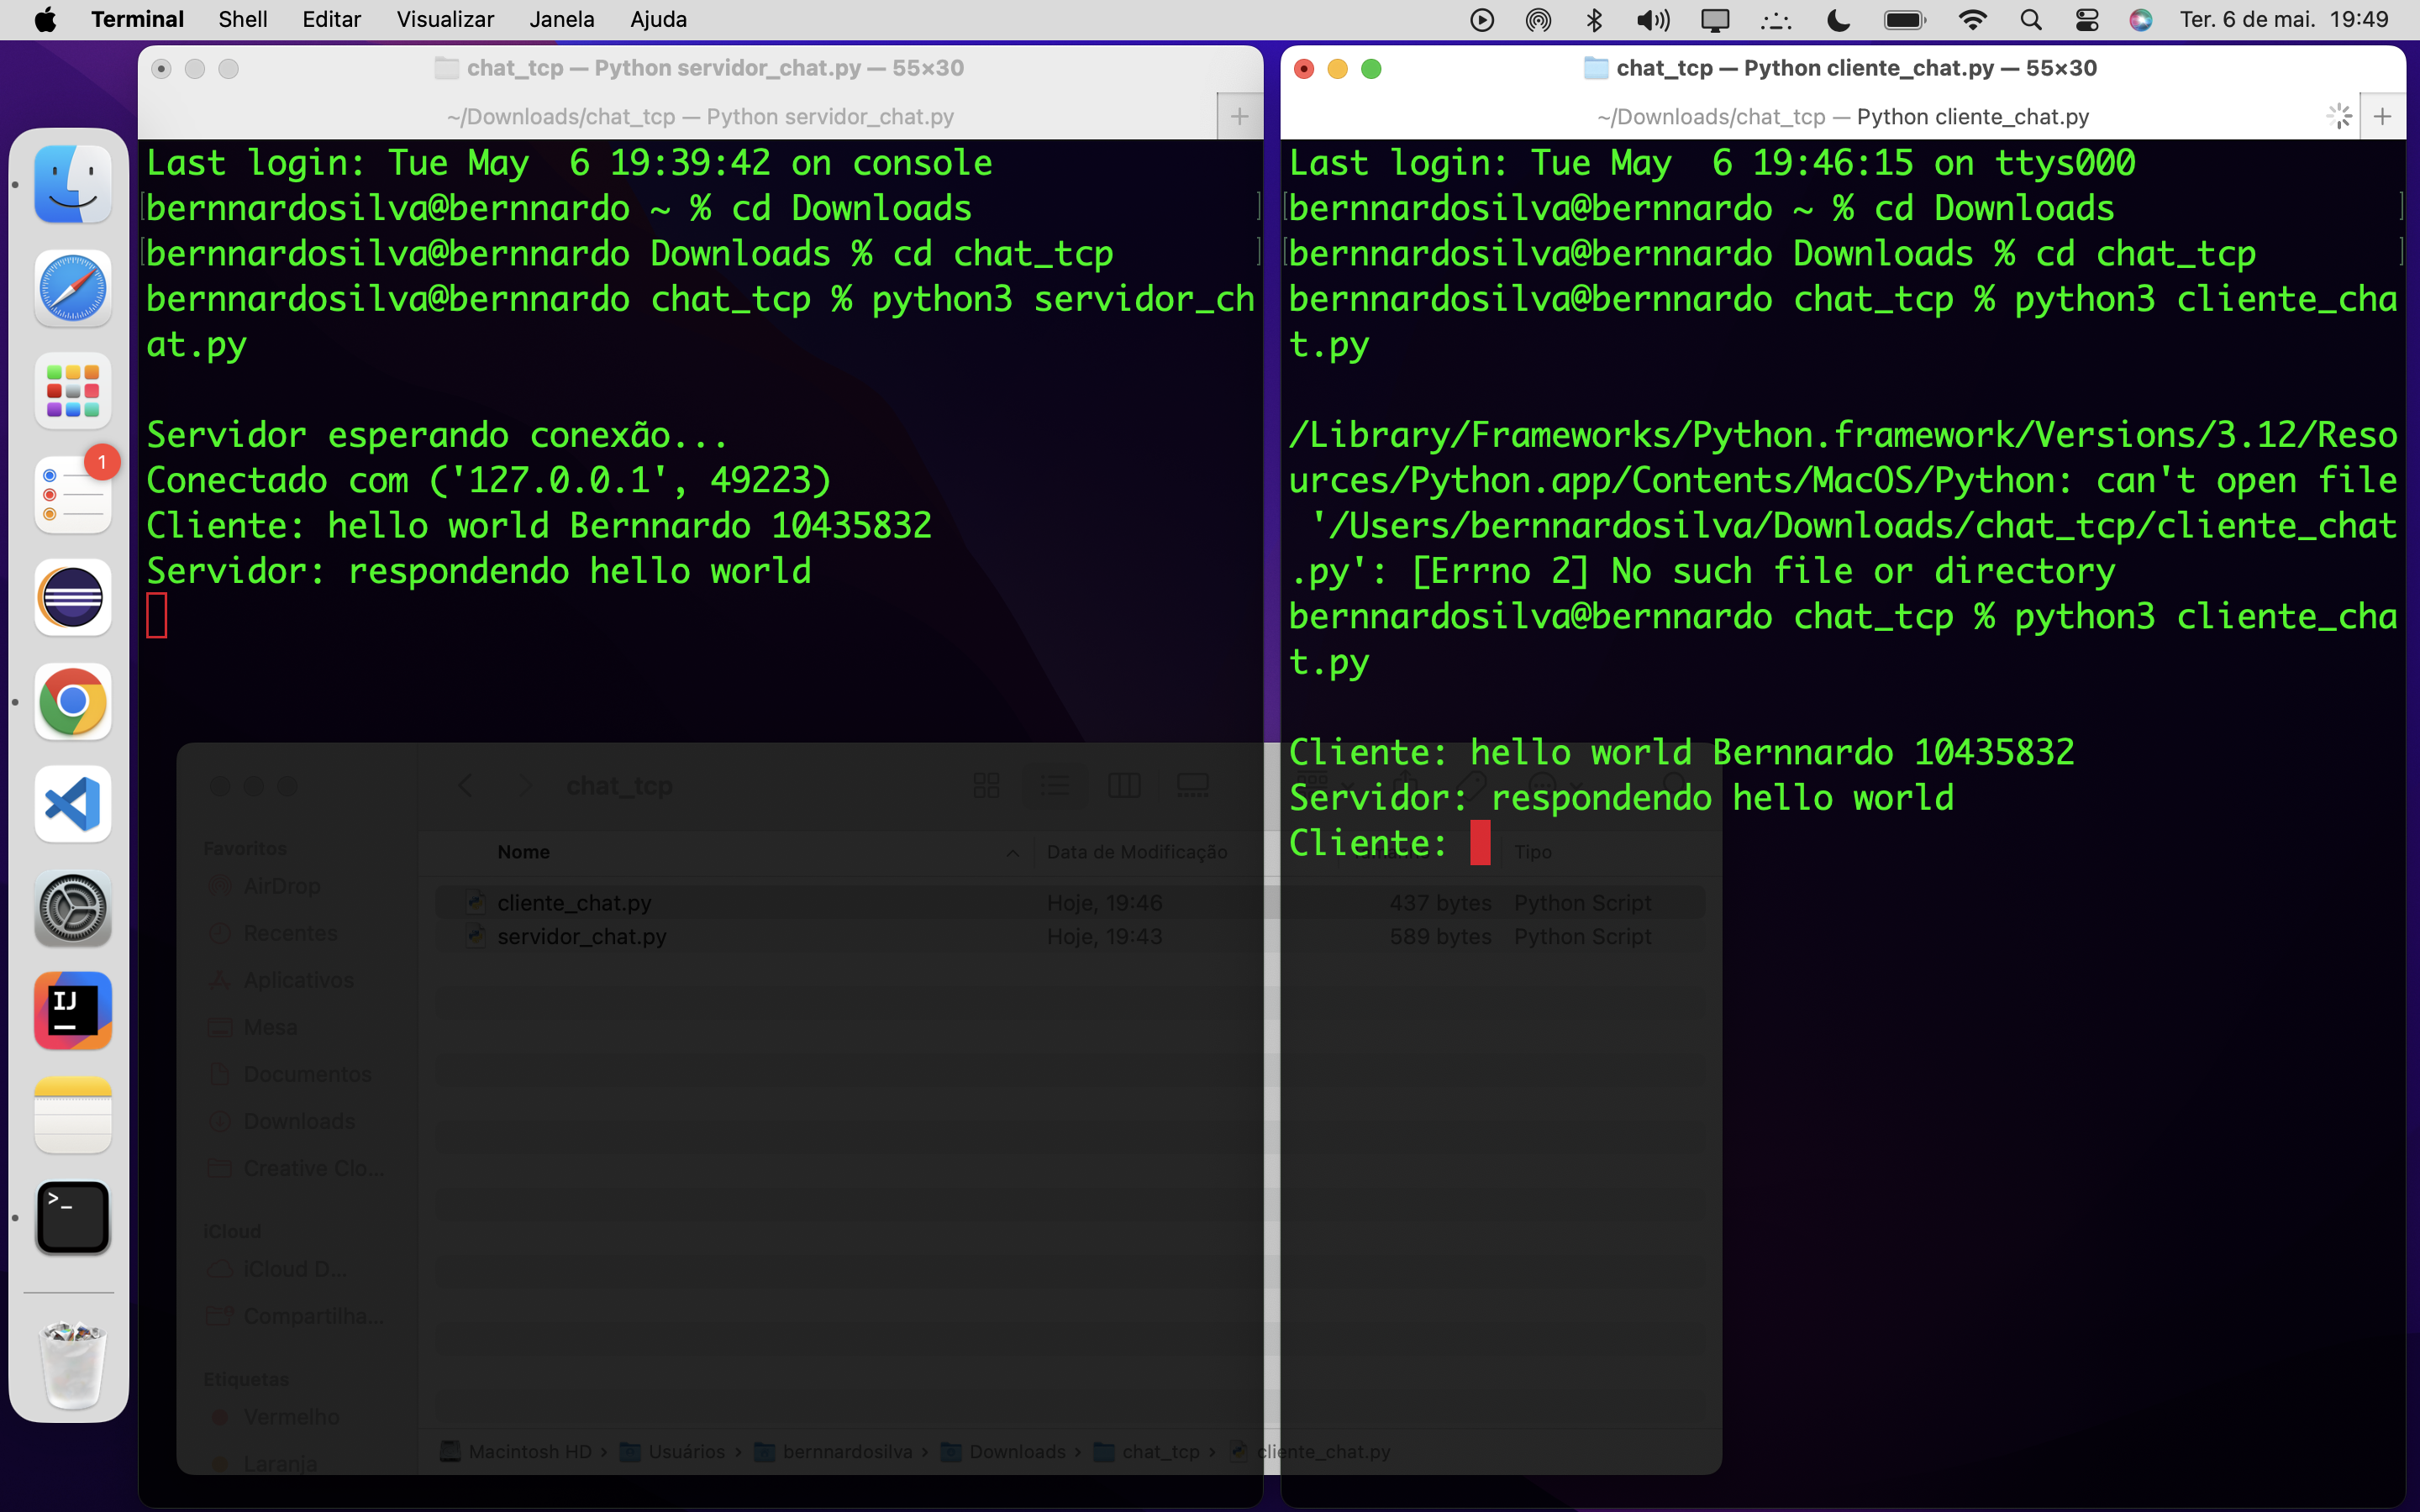 Terminal Shell Editar Visualizar Janela Ajuda Ter. 6 de mai. 19:49
chat_tcp — Python servidor_chat.py — 55×30
~/Downloads/chat_tcp — Python servidor_chat.py
Last login: Tue May  6 19:39:42 on console
[bernnardosilva@bernnardo ~ % cd Downloads ]
[bernnardosilva@bernnardo Downloads % cd chat_tcp ]
bernnardosilva@bernnardo chat_tcp % python3 servidor_ch
at.py
Servidor esperando conexão...
Conectado com ('127.0.0.1', 49223)
Cliente: hello world Bernnardo 10435832
Servidor: respondendo hello world
chat_tcp — Python cliente_chat.py — 55×30
~/Downloads/chat_tcp — Python cliente_chat.py
Last login: Tue May  6 19:46:15 on ttys000
[bernnardosilva@bernnardo ~ % cd Downloads ]
[bernnardosilva@bernnardo Downloads % cd chat_tcp ]
bernnardosilva@bernnardo chat_tcp % python3 cliente_cha
t.py
/Library/Frameworks/Python.framework/Versions/3.12/Reso
urces/Python.app/Contents/MacOS/Python: can't open file
 '/Users/bernnardosilva/Downloads/chat_tcp/cliente_chat
.py': [Errno 2] No such file or directory
bernnardosilva@bernnardo chat_tcp % python3 cliente_cha
t.py
Cliente: hello world Bernnardo 10435832
Servidor: respondendo hello world
Cliente:
chat_tcp
Nome Data de Modificação Tipo
cliente_chat.py Hoje, 19:46 437 bytes Python Script
servidor_chat.py Hoje, 19:43 589 bytes Python Script
Favoritos
AirDrop
Recentes
Aplicativos
Mesa
Documentos
Downloads
Creative Clo...
iCloud
iCloud D...
Compartilha...
Etiquetas
Vermelho
Laranja
Macintosh HD › Usuários › bernnardosilva › Downloads › chat_tcp › cliente_chat.py
1
IJ
>_